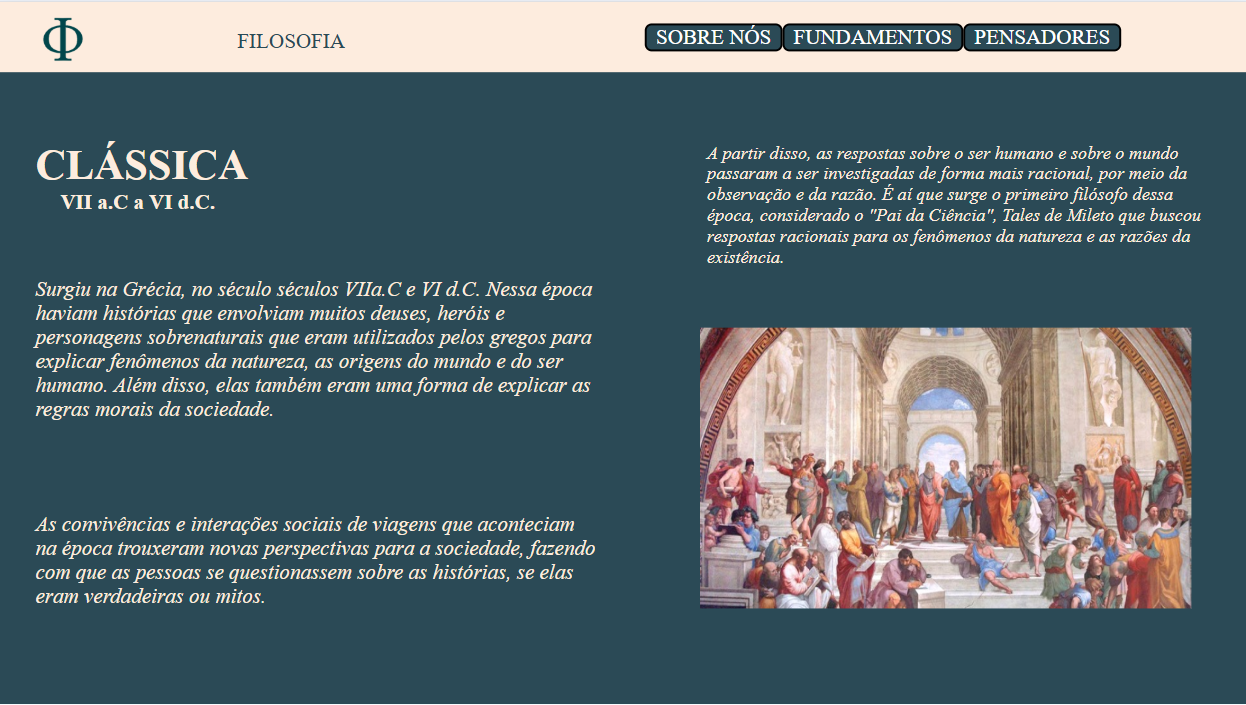 Φ
FILOSOFIA
SOBRE NÓS
FUNDAMENTOS
PENSADORES
CLÁSSICA
VII a.C a VI d.C.
Surgiu na Grécia, no século séculos VIIa.C e VI d.C. Nessa época
haviam histórias que envolviam muitos deuses, heróis e
personagens sobrenaturais que eram utilizados pelos gregos para
explicar fenômenos da natureza, as origens do mundo e do ser
humano. Além disso, elas também eram uma forma de explicar as
regras morais da sociedade.
As convivências e interações sociais de viagens que aconteciam
na época trouxeram novas perspectivas para a sociedade, fazendo
com que as pessoas se questionassem sobre as histórias, se elas
eram verdadeiras ou mitos.
A partir disso, as respostas sobre o ser humano e sobre o mundo
passaram a ser investigadas de forma mais racional, por meio da
observação e da razão. É aí que surge o primeiro filósofo dessa
época, considerado o "Pai da Ciência", Tales de Mileto que buscou
respostas racionais para os fenômenos da natureza e as razões da
existência.